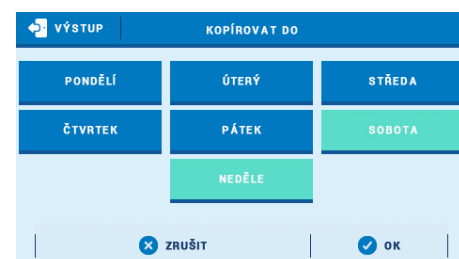 VÝSTUP KOPÍROVAT DO
PONDĚLÍ ÚTERÝ STŘEDA
ČTVRTEK PÁTEK SOBOTA
NEDĚLE
ZRUŠIT OK